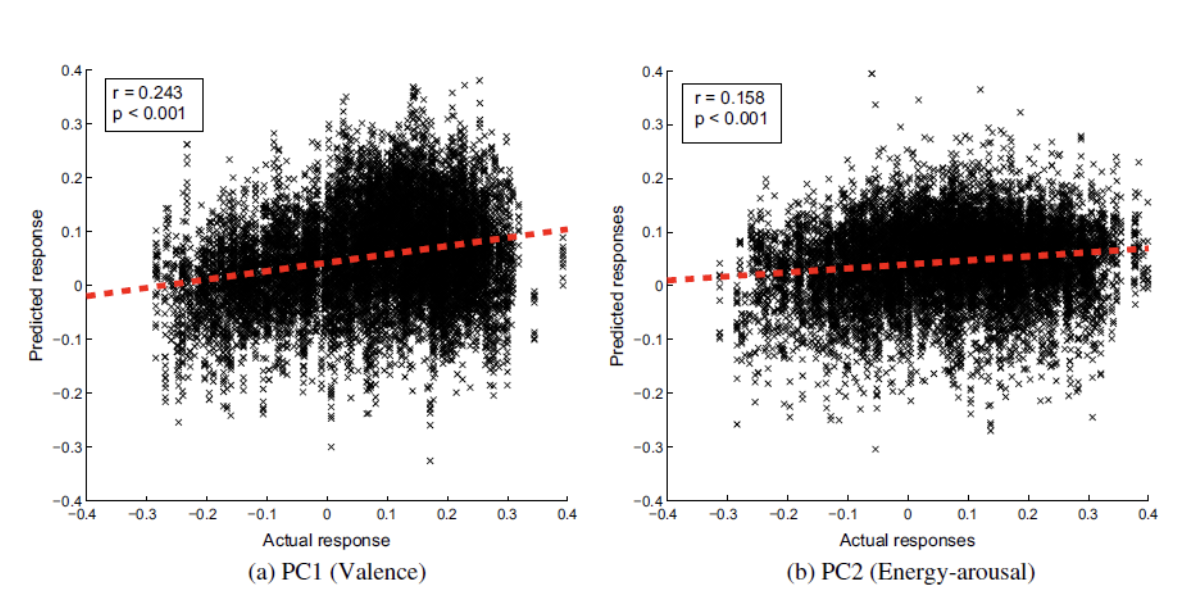 r = 0.243
p < 0.001
0.4
0.3
0.2
0.1
0
−0.1
−0.2
−0.3
−0.4
Predicted response
−0.4 −0.3 −0.2 −0.1 0 0.1 0.2 0.3 0.4
Actual response
(a) PC1 (Valence)
r = 0.158
p < 0.001
0.4
0.3
0.2
0.1
0
−0.1
−0.2
−0.3
−0.4
Predicted responses
−0.4 −0.3 −0.2 −0.1 0 0.1 0.2 0.3 0.4
Actual responses
(b) PC2 (Energy-arousal)